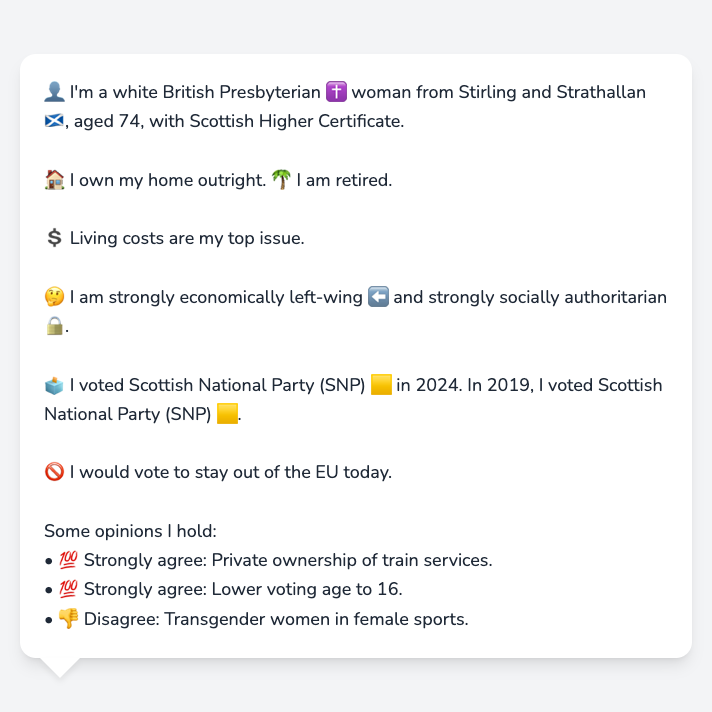 👤 I'm a white British Presbyterian ✝️ woman from Stirling and Strathallan
🏴󠁧󠁢󠁳󠁣󠁴󠁿, aged 74, with Scottish Higher Certificate.
🏠 I own my home outright. 🌴 I am retired.
💲 Living costs are my top issue.
🤔 I am strongly economically left-wing ⬅️ and strongly socially authoritarian
🔒.
🗳️ I voted Scottish National Party (SNP) 🟨 in 2024. In 2019, I voted Scottish
National Party (SNP) 🟨.
🚫 I would vote to stay out of the EU today.
Some opinions I hold:
• 💯 Strongly agree: Private ownership of train services.
• 💯 Strongly agree: Lower voting age to 16.
• 👎 Disagree: Transgender women in female sports.